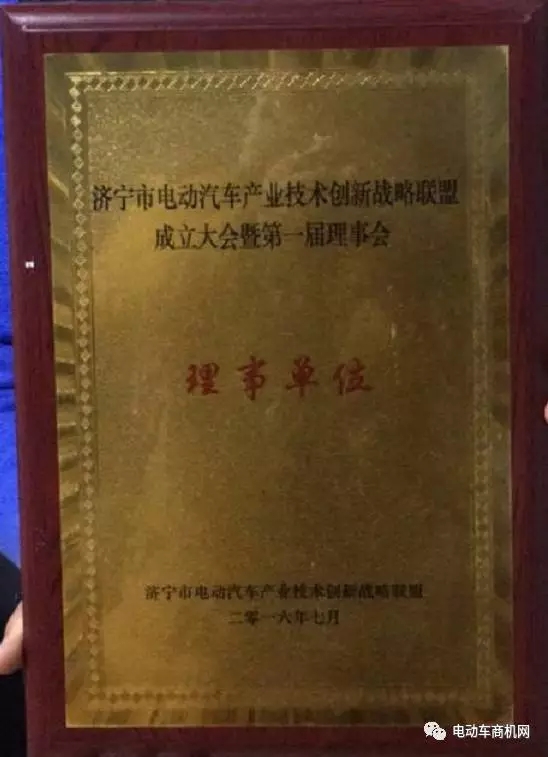 济宁市电动汽车产业技术创新战略联盟
成立大会暨第一届理事会
理事单位
济宁市电动汽车产业技术创新战略联盟
二零一六年七月
电动车商机网